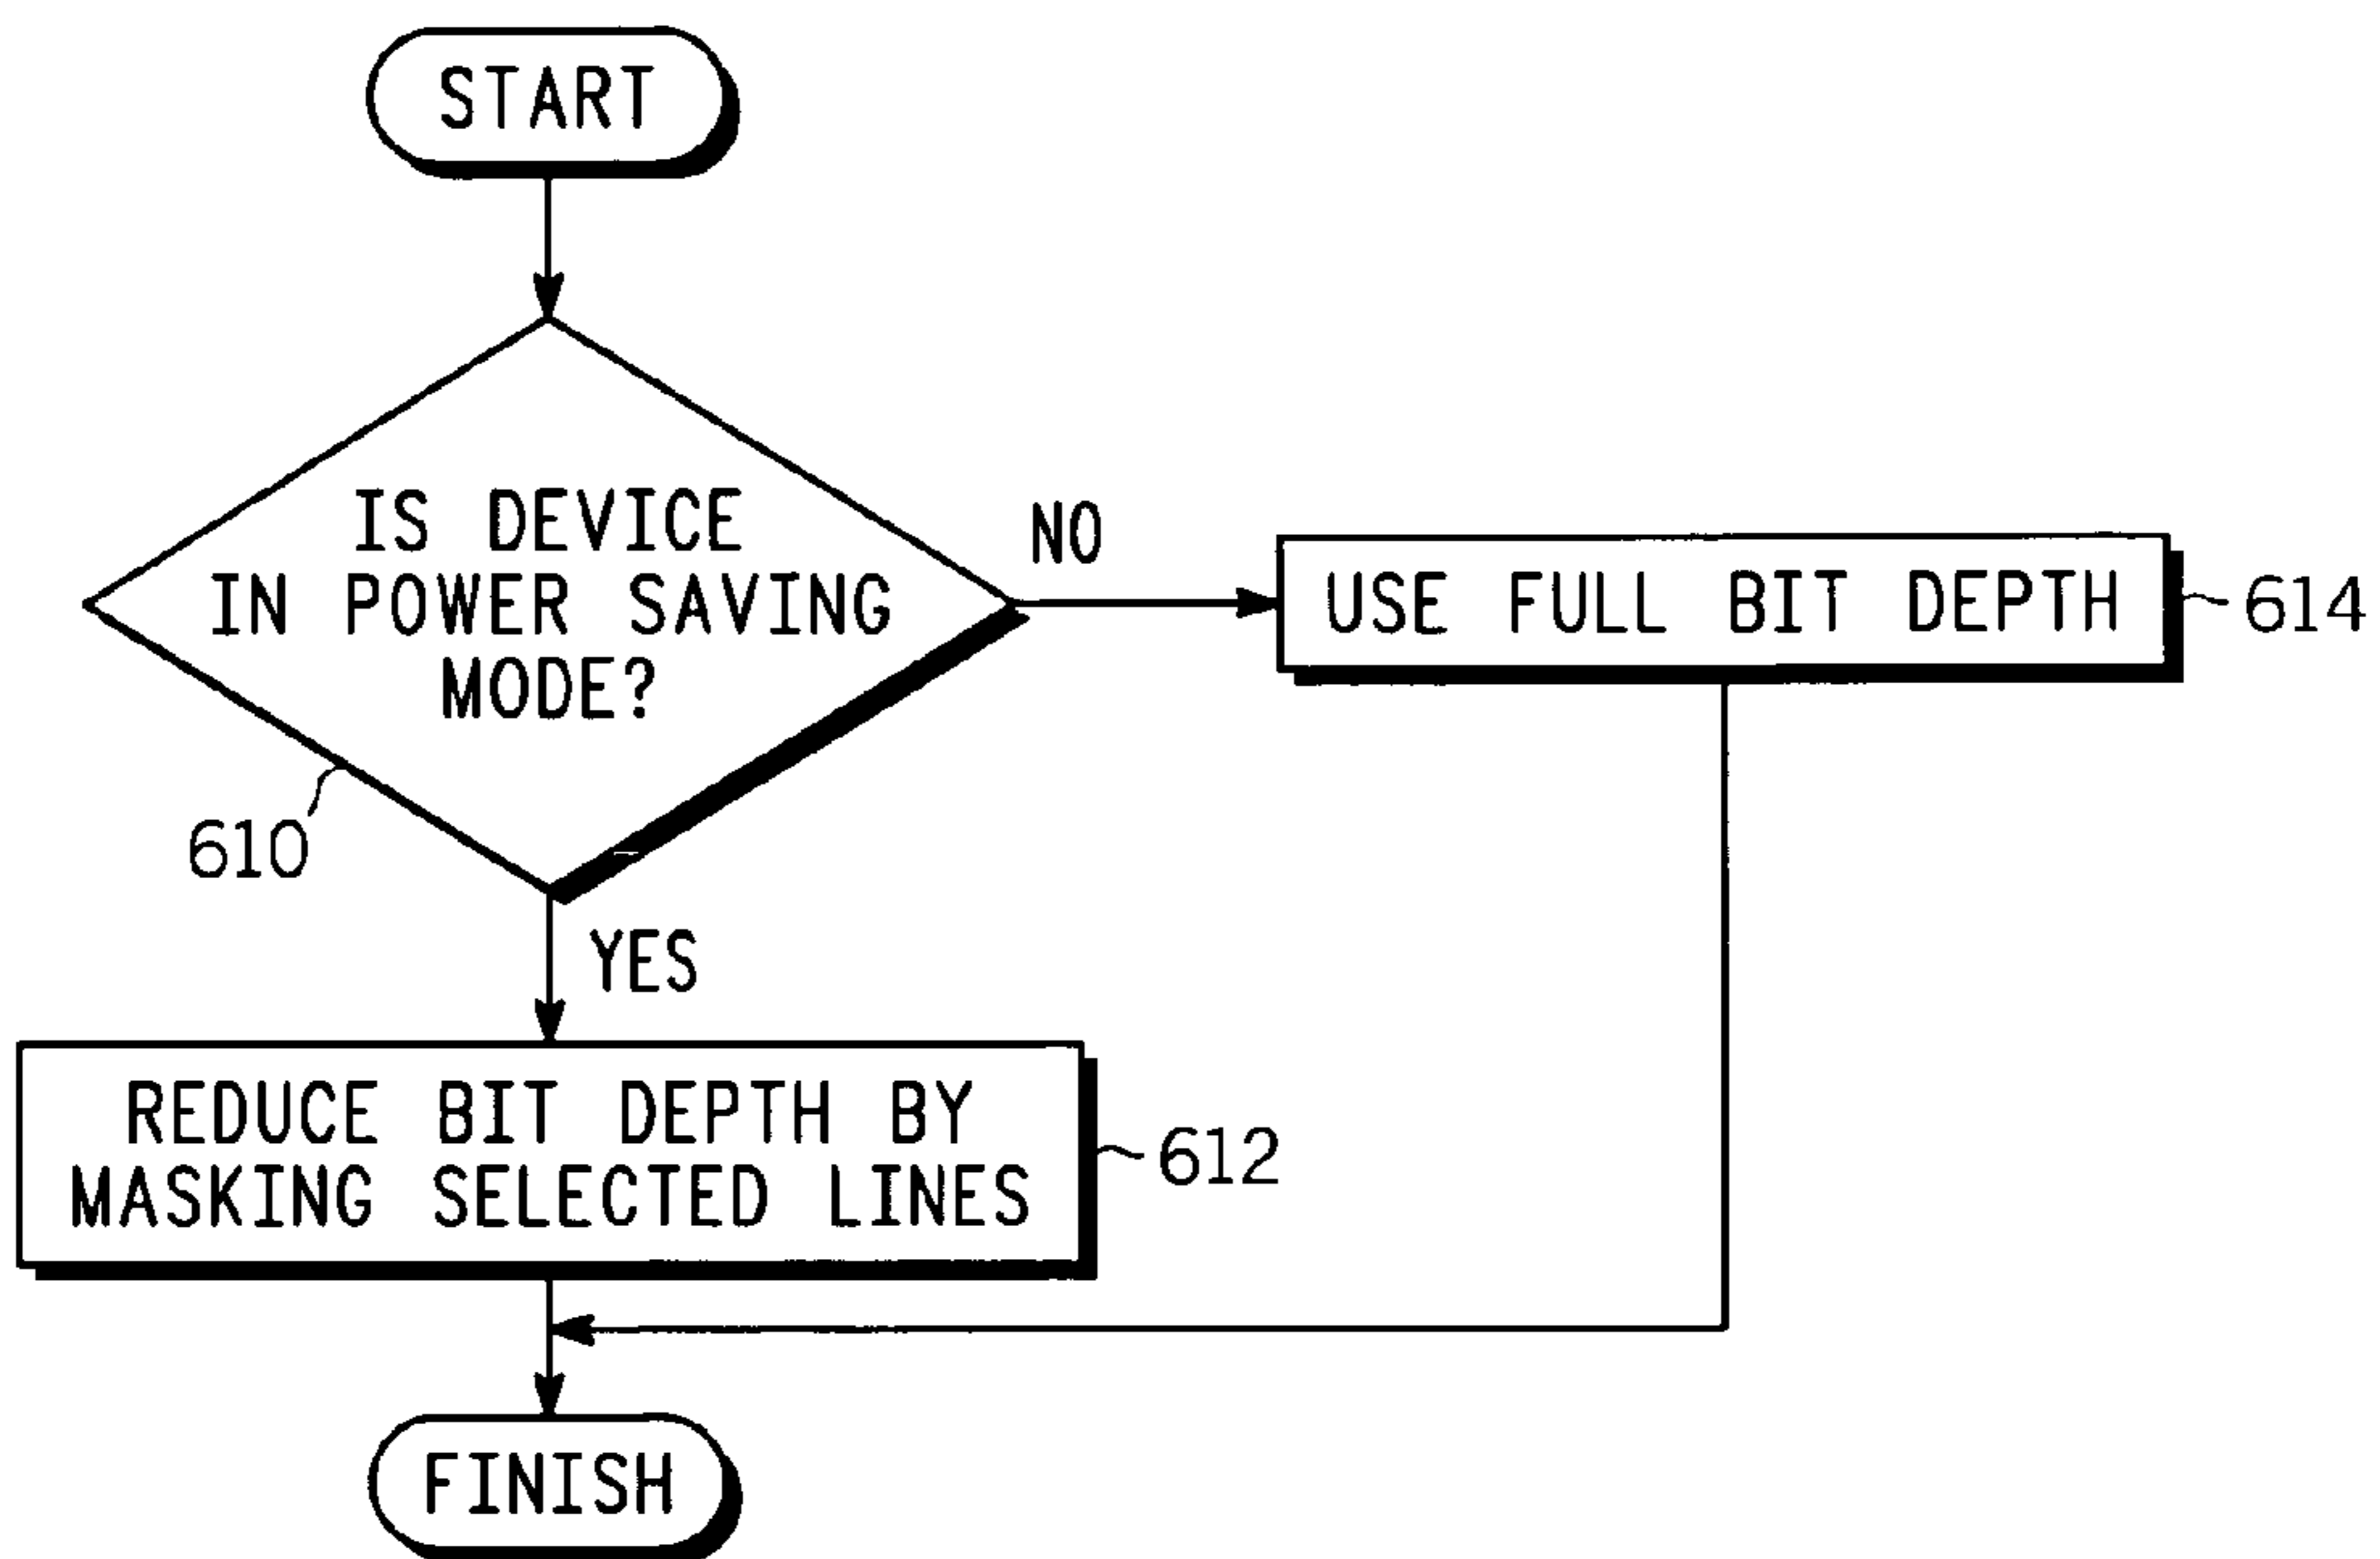 START
IS DEVICE
IN POWER SAVING
MODE?
610
NO
USE FULL BIT DEPTH
614
YES
REDUCE BIT DEPTH BY
MASKING SELECTED LINES
612
FINISH